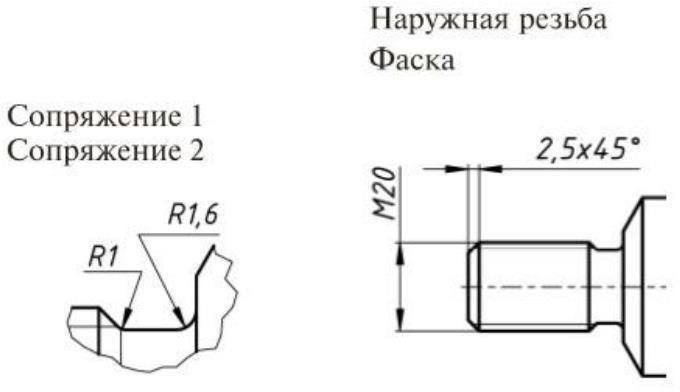 Наружная резьба
Фаска
Сопряжение 1
Сопряжение 2
2,5x45°
M20
R1,6
R1